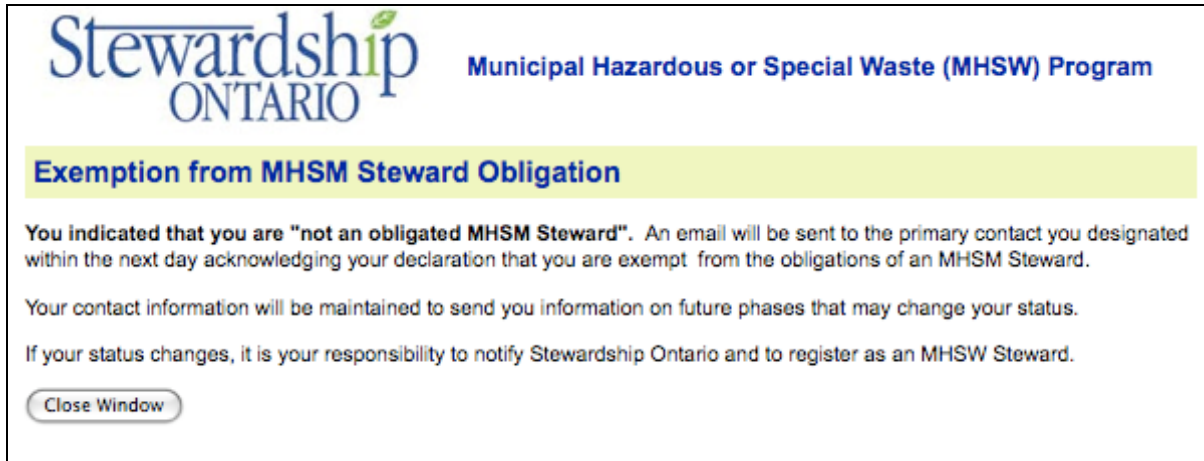 Stewardship
ONTARIO
Municipal Hazardous or Special Waste (MHSW) Program
Exemption from MHSM Steward Obligation
You indicated that you are "not an obligated MHSM Steward". An email will be sent to the primary contact you designated
within the next day acknowledging your declaration that you are exempt from the obligations of an MHSM Steward.
Your contact information will be maintained to send you information on future phases that may change your status.
If your status changes, it is your responsibility to notify Stewardship Ontario and to register as an MHSW Steward.
Close Window